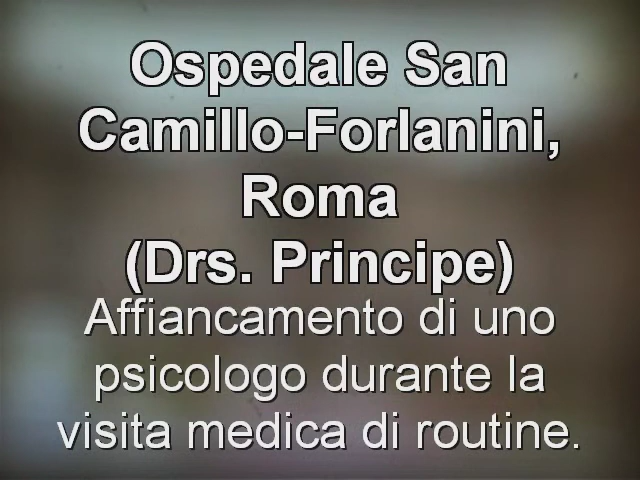 Ospedale San
Camillo-Forlanini,
Roma
(Drs. Principe)
Affiancamento di uno
psicologo durante la
visita medica di routine.